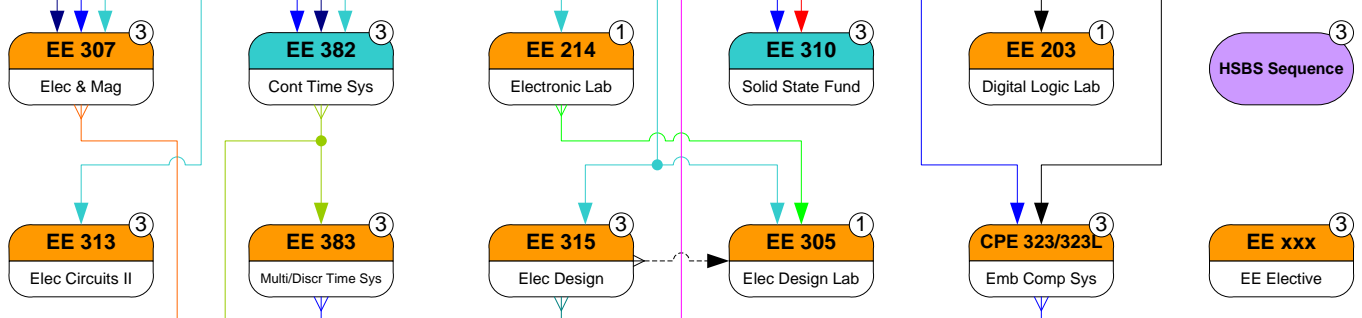 3
EE 307
Elec & Mag
3
EE 382
Cont Time Sys
1
EE 214
Electronic Lab
3
EE 310
Solid State Fund
1
EE 203
Digital Logic Lab
3
HSBS Sequence
3
EE 313
Elec Circuits II
3
EE 383
Multi/Discr Time Sys
3
EE 315
Elec Design
1
EE 305
Elec Design Lab
3
CPE 323/323L
Emb Comp Sys
3
EE xxx
EE Elective